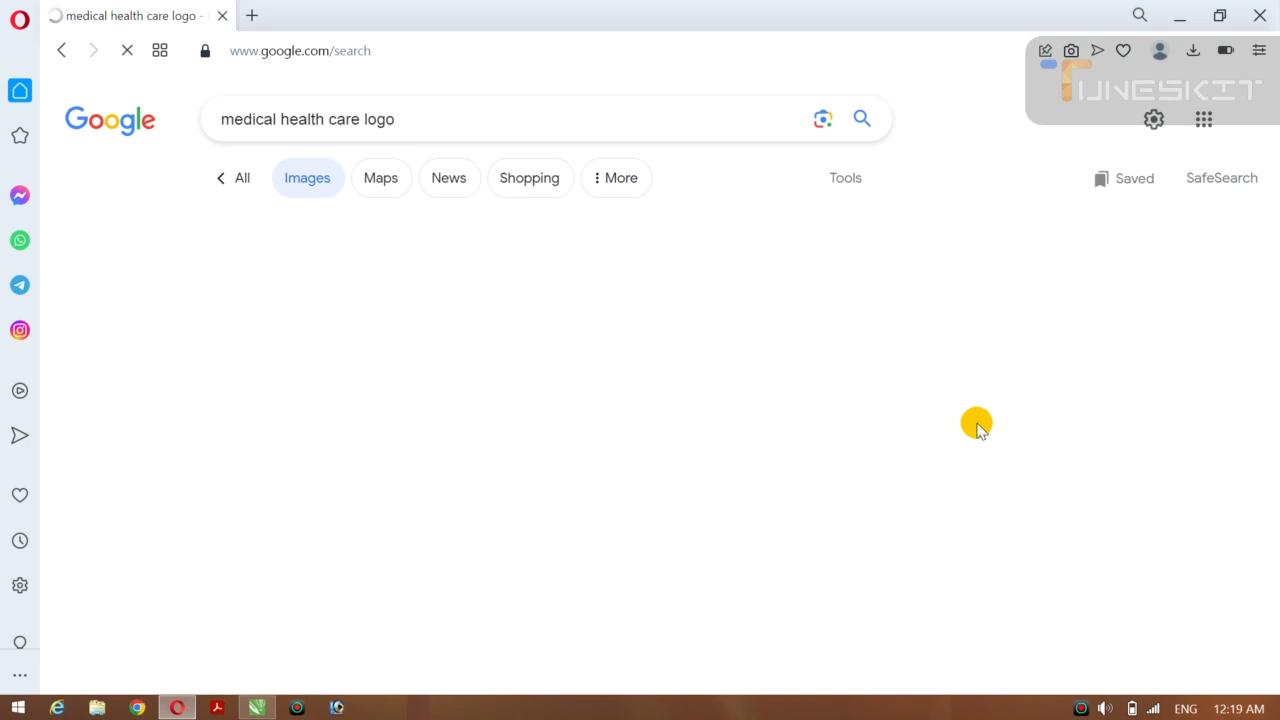 medical health care logo -
www.google.com/search
TUNESKIT
Google
medical health care logo
All
Images
Maps
News
Shopping
More
Tools
Saved
SafeSearch
ENG
12:19 AM